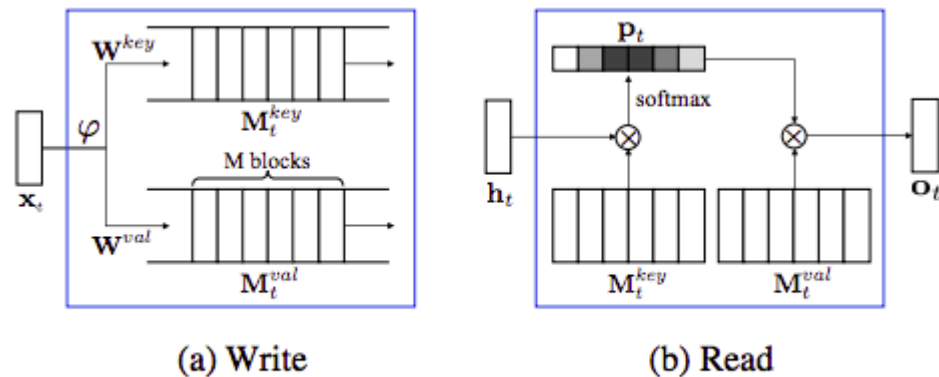 W^{key}
φ
M_t^{key}
M blocks
x_t
W^{val}
M_t^{val}
(a) Write
p_t
softmax
h_t
o_t
M_t^{key} M_t^{val}
(b) Read